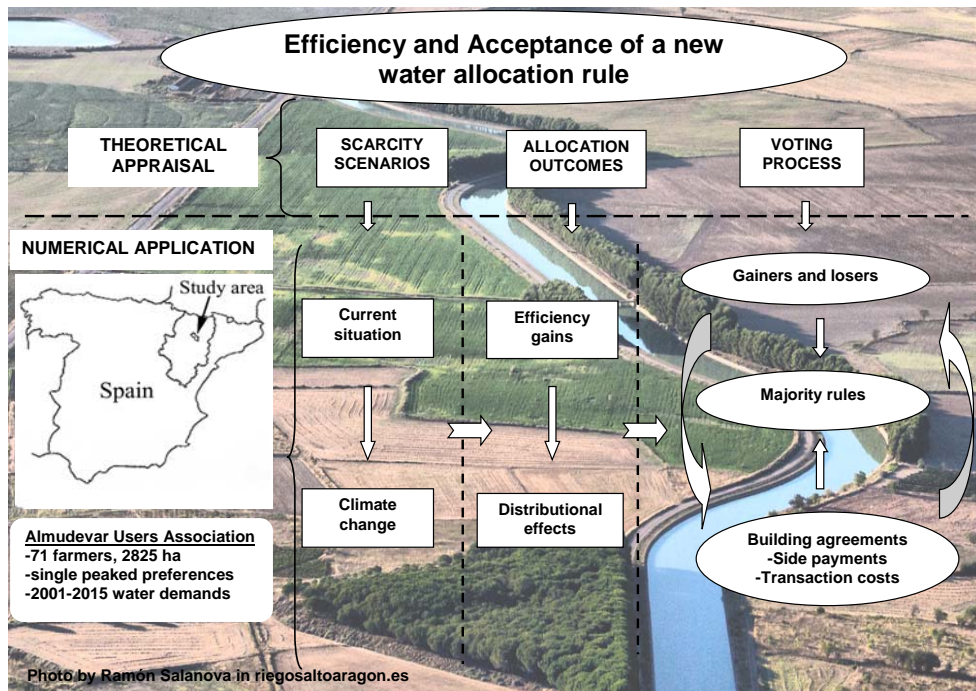 Efficiency and Acceptance of a new
water allocation rule
THEORETICAL
APPRAISAL
SCARCITY
SCENARIOS
ALLOCATION
OUTCOMES
VOTING
PROCESS
NUMERICAL APPLICATION
Study area
Spain
Almudevar Users Association
-71 farmers, 2825 ha
-single peaked preferences
-2001-2015 water demands
Current
situation
Climate
change
Efficiency
gains
Distributional
effects
Gainers and losers
Majority rules
Building agreements
-Side payments
-Transaction costs
Photo by Ramón Salanova in riegosaltoaragon.es